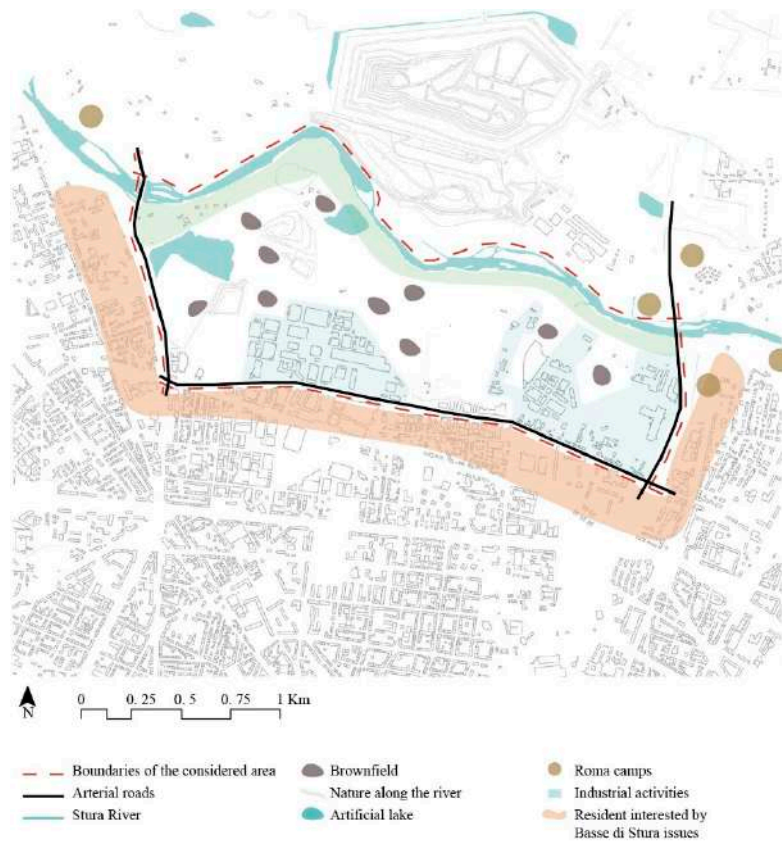 N
0 0. 25 0. 5 0.75 1 Km
Boundaries of the considered area
Arterial roads
Stura River
Brownfield
Nature along the river
Artificial lake
Roma camps
Industrial activities
Resident interested by
Basse di Stura issues